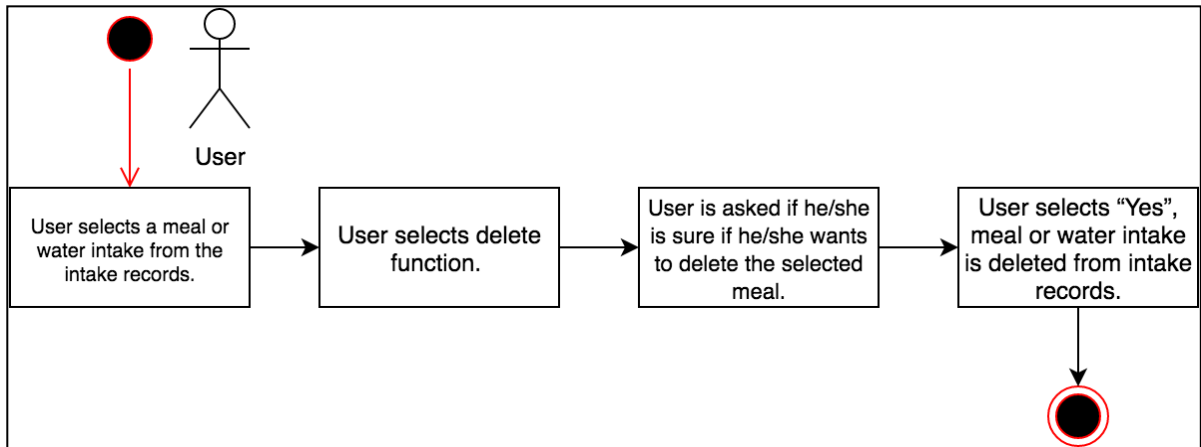 User
User selects a meal or
water intake from the
intake records.
User selects delete
function.
User is asked if he/she
is sure if he/she wants
to delete the selected
meal.
User selects “Yes”,
meal or water intake
is deleted from intake
records.